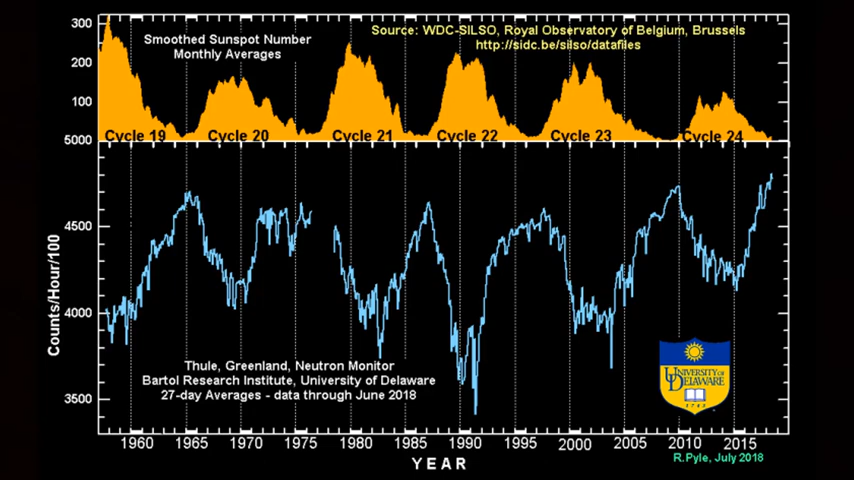 300
Smoothed Sunspot Number
Monthly Averages
Source: WDC-SILSO, Royal Observatory of Belgium, Brussels
http://sidc.be/silso/datafiles
200
100
Cycle 19 Cycle 20 Cycle 21 Cycle 22 Cycle 23 Cycle 24
5000
4500
4000
3500
Counts/Hour/100
Thule, Greenland, Neutron Monitor
Bartol Research Institute, University of Delaware
27-day Averages - data through June 2018
UNIVERSITY OF
DELAWARE
1743
1960 1965 1970 1975 1980 1985 1990 1995 2000 2005 2010 2015
YEAR
R.Pyle, July 2018